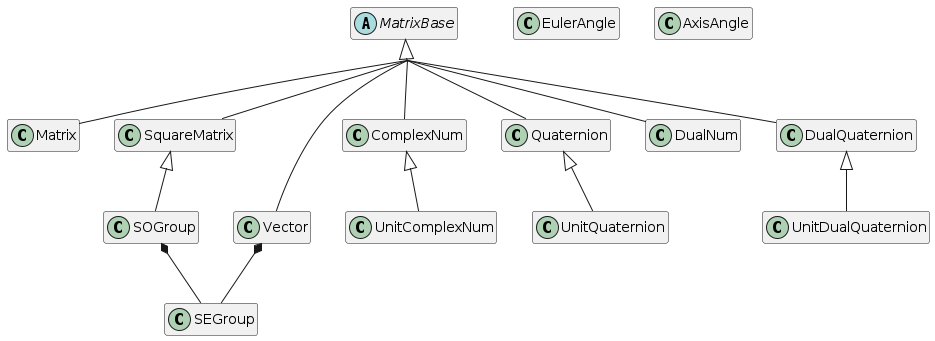 A MatrixBase
C EulerAngle
C AxisAngle
C Matrix
C SquareMatrix
C ComplexNum
C Quaternion
C DualNum
C DualQuaternion
C SOGroup
C Vector
C UnitComplexNum
C UnitQuaternion
C UnitDualQuaternion
C SEGroup